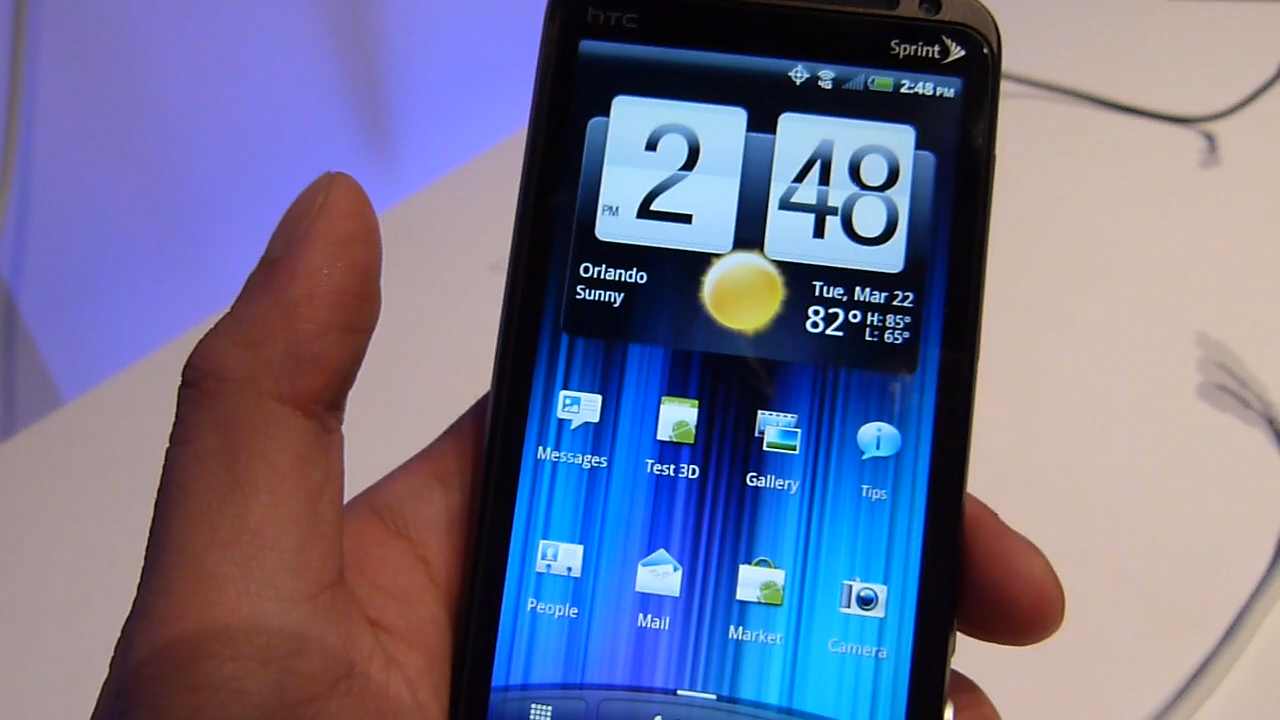 hTC
Sprint
4G
2:48 PM
PM
2
48
Orlando
Sunny
Tue, Mar 22
82°
H: 85°
L: 65°
Messages
Test 3D
Gallery
Tips
People
Mail
Market
Camera